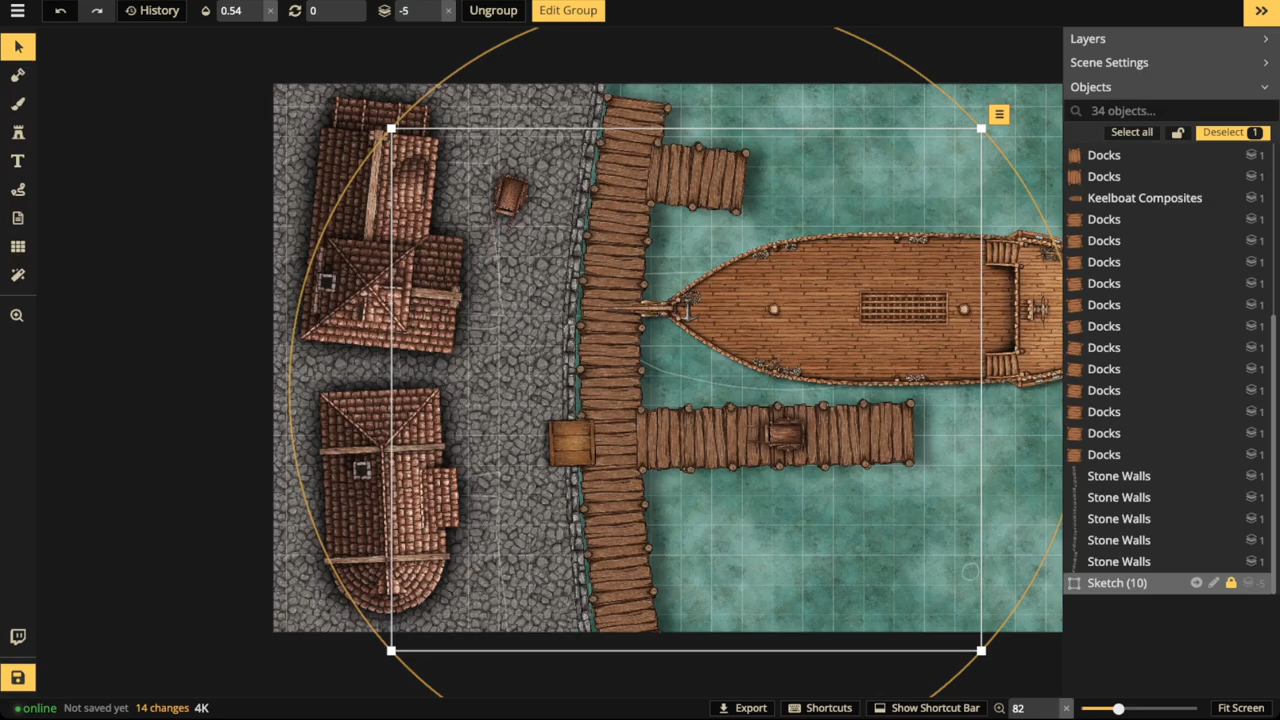 History 0.54 × 0 -5 × Ungroup Edit Group
Layers
Scene Settings
Objects
34 objects...
Select all Deselect 1
Docks 1
Docks 1
Keelboat Composites 1
Docks 1
Docks 1
Docks 1
Docks 1
Docks 1
Docks 1
Docks 1
Docks 1
Docks 1
Docks 1
Docks 1
Docks 1
Stone Walls 1
Stone Walls 1
Stone Walls 1
Stone Walls 1
Stone Walls 1
Sketch (10) -5
online Not saved yet 14 changes 4K Export Shortcuts Show Shortcut Bar 82 × Fit Screen